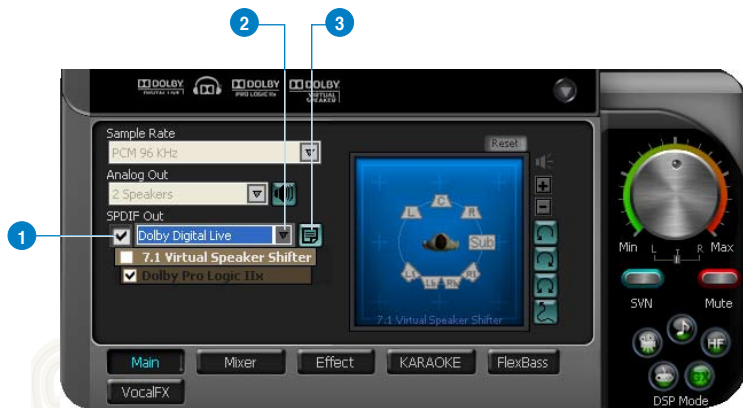 2
3
DOLBY DIGITAL LIVE
DOLBY PRO LOGIC IIx
DOLBY VIRTUAL SPEAKER
Sample Rate
PCM 96 KHz
Reset
Analog Out
2 Speakers
SPDIF Out
1
Dolby Digital Live
7.1 Virtual Speaker Shifter
Dolby Pro Logic IIx
L
C
R
Sub
Lb
Rb
7.1 Virtual Speaker Shifter
Min
L
R
Max
SVN
Mute
HF
GX
DSP Mode
Main
Mixer
Effect
KARAOKE
FlexBass
VocalFX